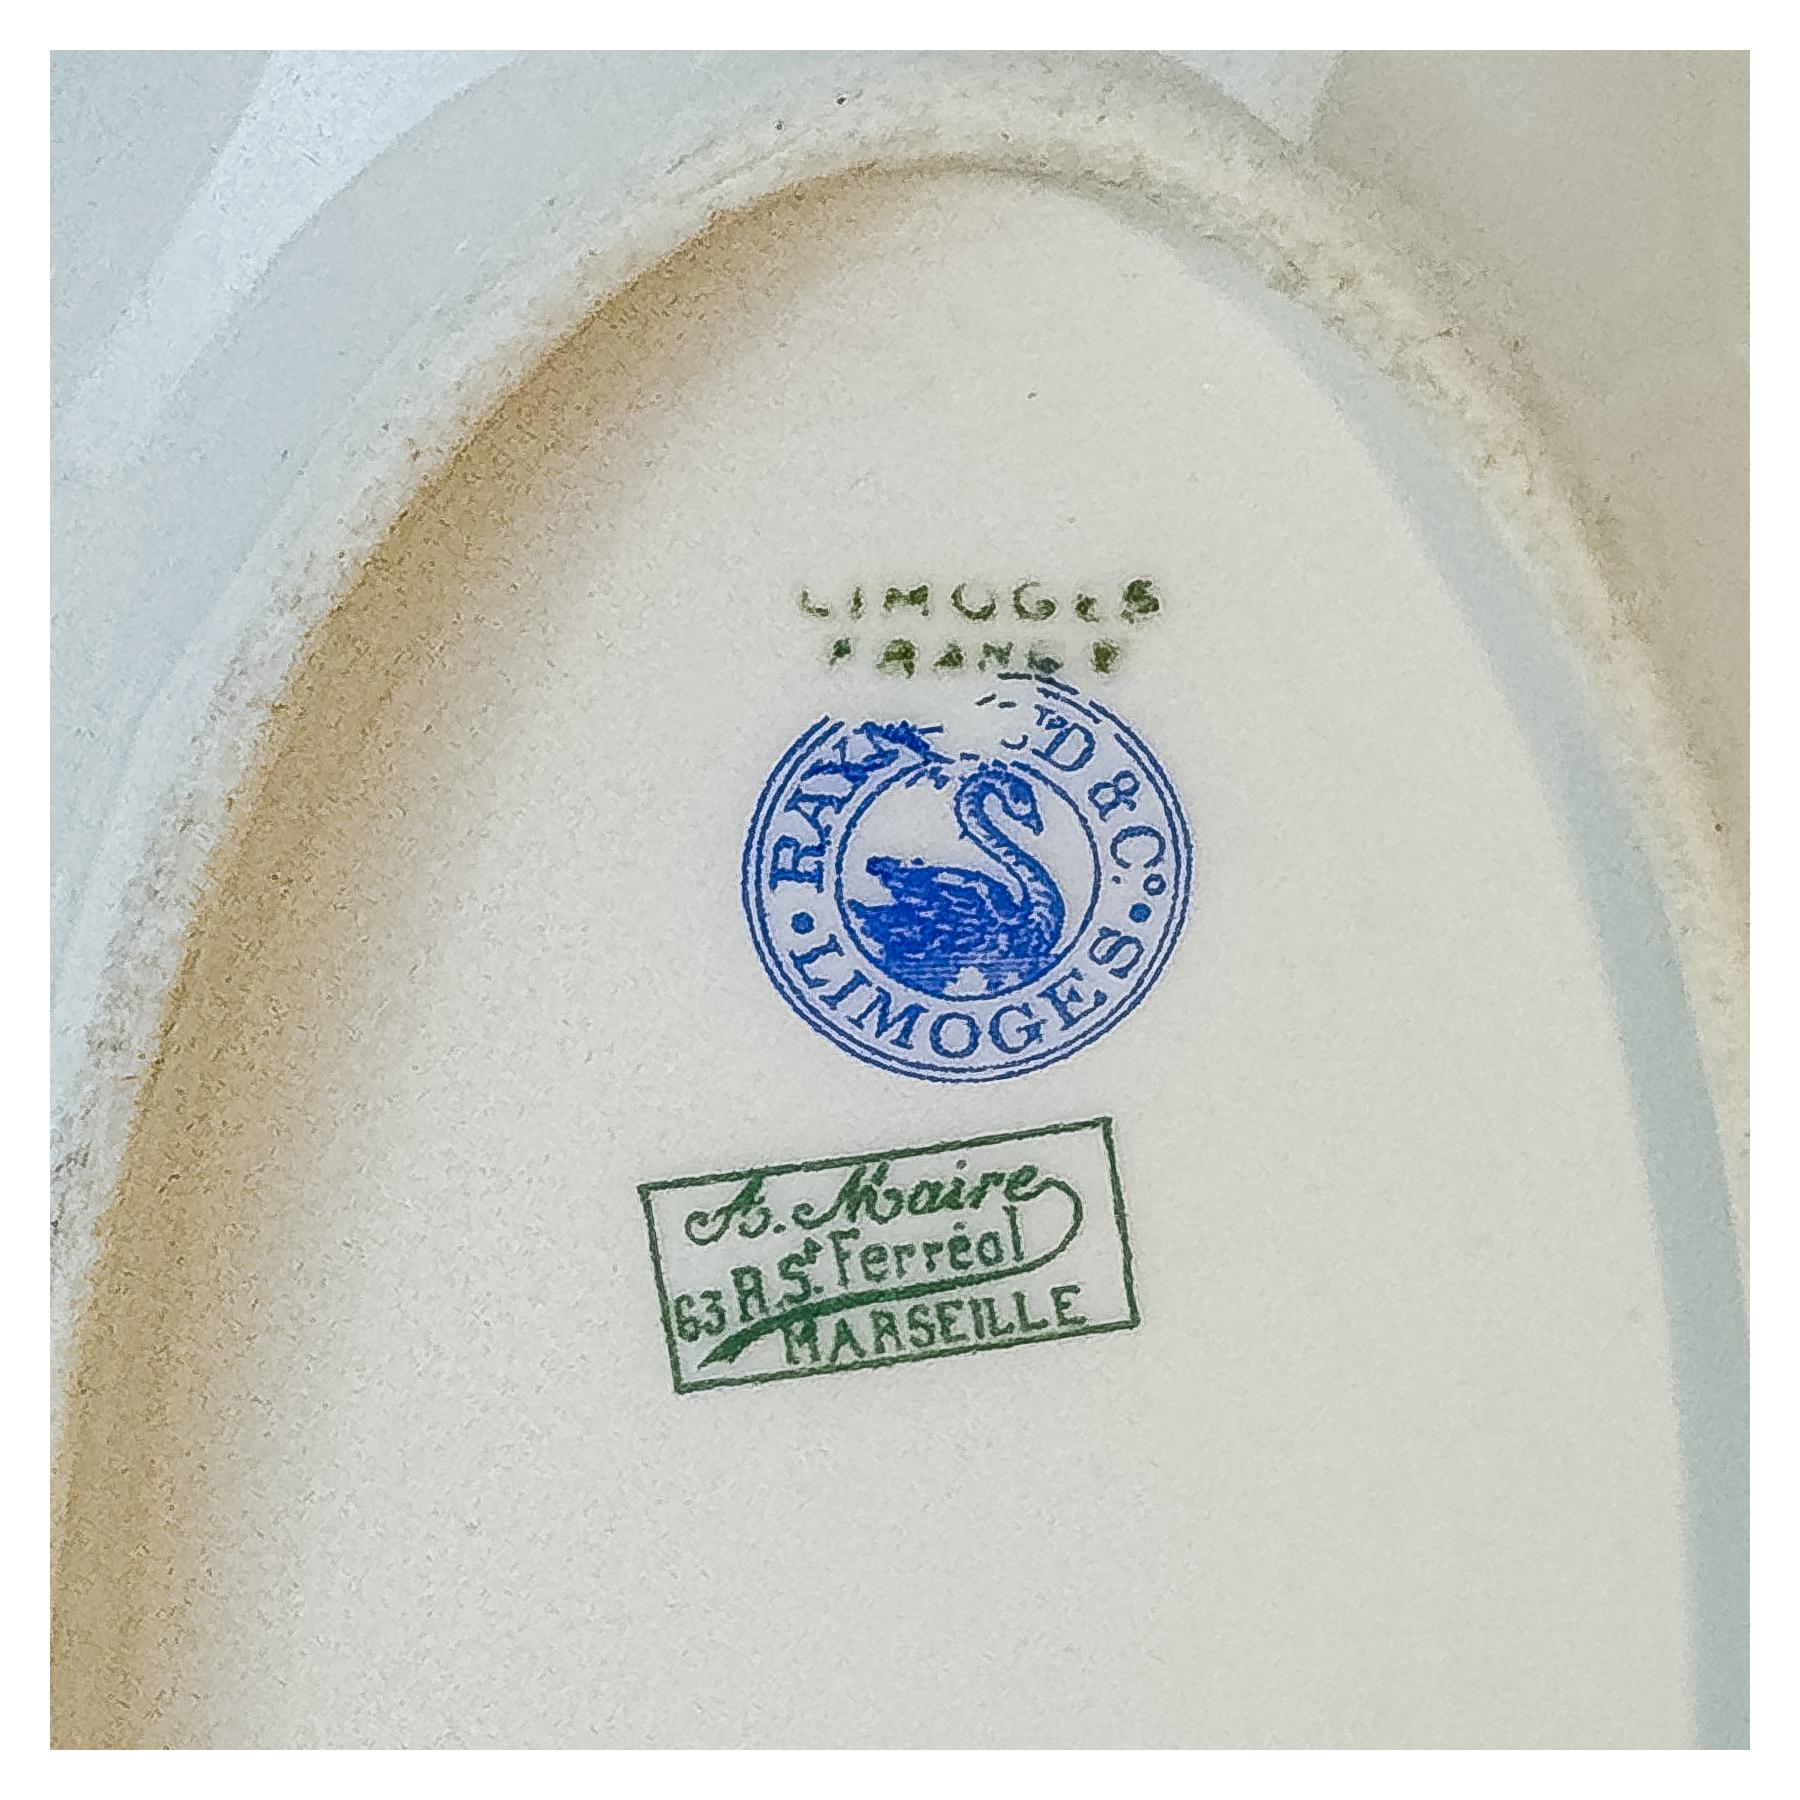 LIMOGES
FRANCE
D & Co.
LIMOGES
A. Maire
63 R. St. Ferréol
MARSEILLE